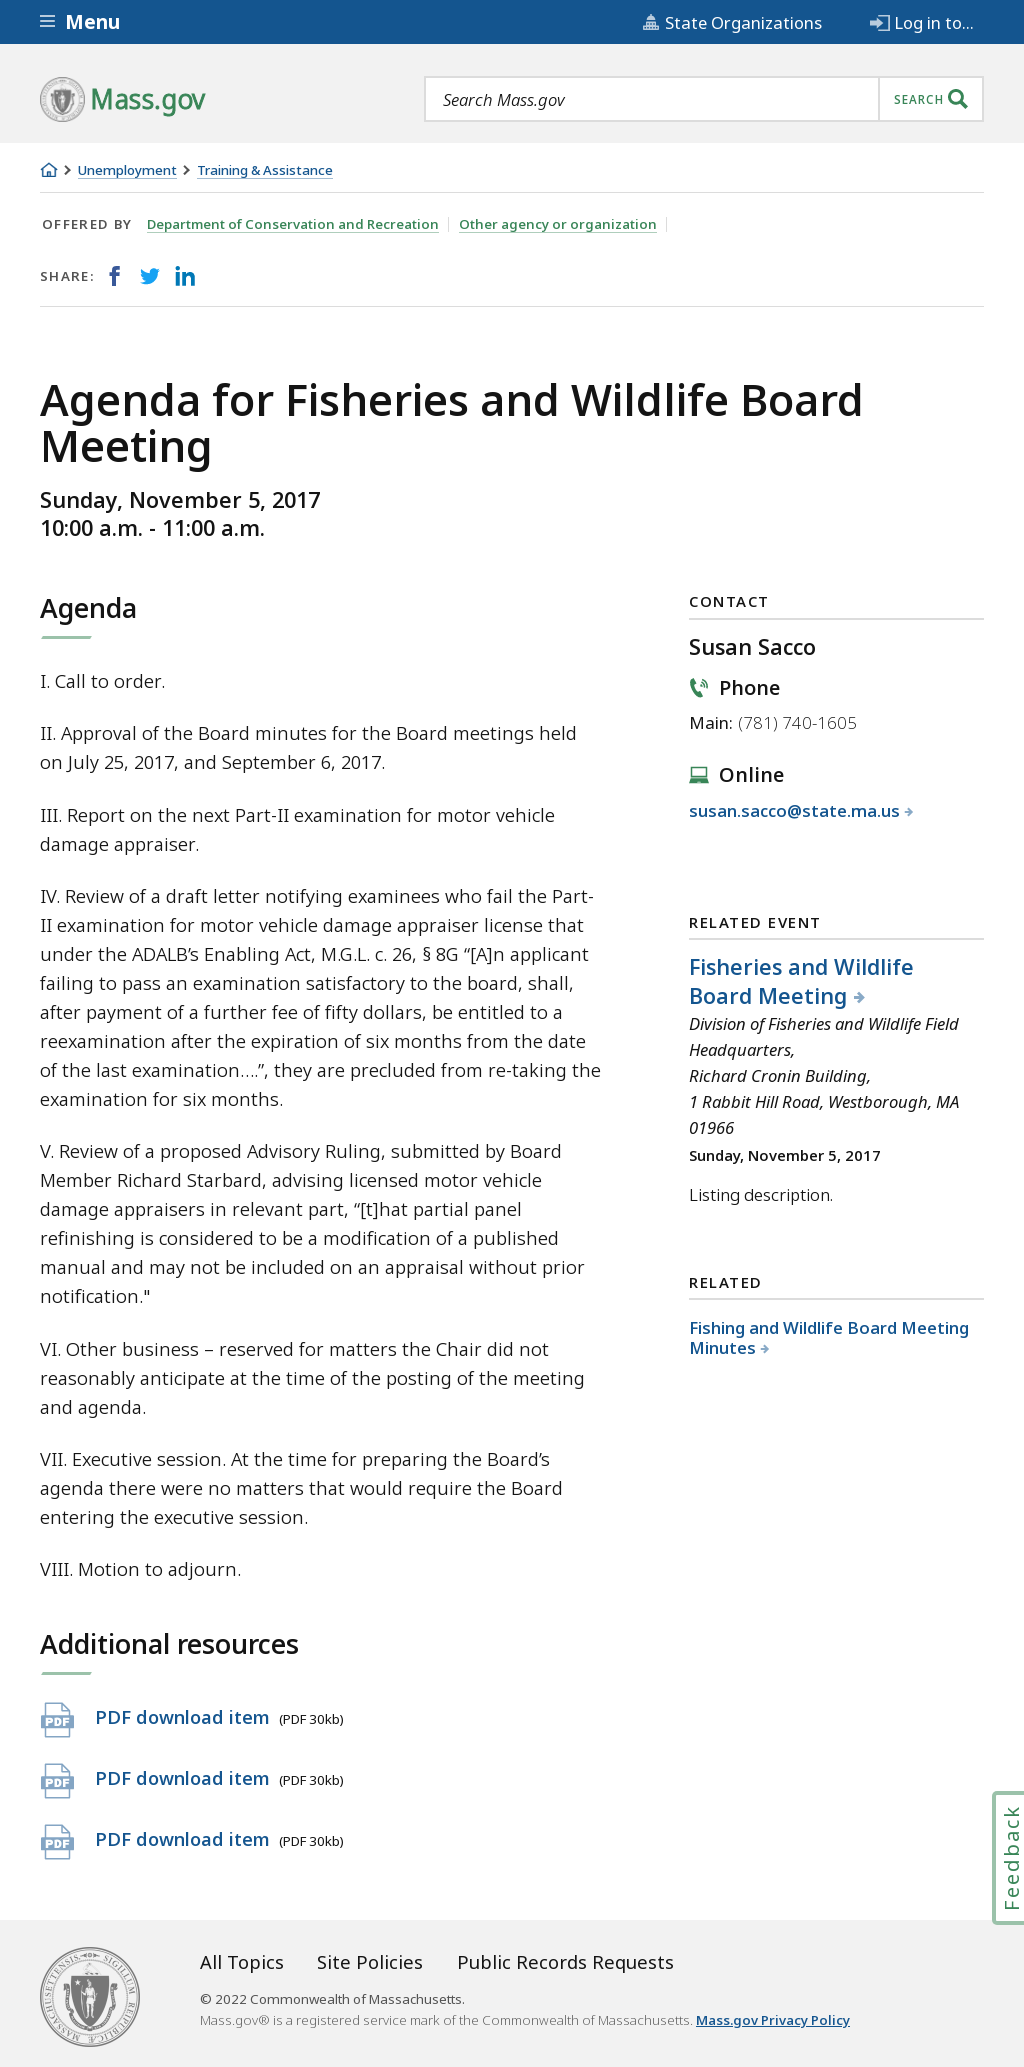 Menu
State Organizations
Log in to...
Mass.gov
Search Mass.gov
SEARCH
Unemployment
Training & Assistance
OFFERED BY
Department of Conservation and Recreation
Other agency or organization
SHARE:
Agenda for Fisheries and Wildlife Board
Meeting
Sunday, November 5, 2017
10:00 a.m. - 11:00 a.m.
Agenda
I. Call to order.
II. Approval of the Board minutes for the Board meetings held
on July 25, 2017, and September 6, 2017.
III. Report on the next Part-II examination for motor vehicle
damage appraiser.
IV. Review of a draft letter notifying examinees who fail the Part-
II examination for motor vehicle damage appraiser license that
under the ADALB’s Enabling Act, M.G.L. c. 26, § 8G “[A]n applicant
failing to pass an examination satisfactory to the board, shall,
after payment of a further fee of fifty dollars, be entitled to a
reexamination after the expiration of six months from the date
of the last examination….”, they are precluded from re-taking the
examination for six months.
V. Review of a proposed Advisory Ruling, submitted by Board
Member Richard Starbard, advising licensed motor vehicle
damage appraisers in relevant part, “[t]hat partial panel
refinishing is considered to be a modification of a published
manual and may not be included on an appraisal without prior
notification."
VI. Other business – reserved for matters the Chair did not
reasonably anticipate at the time of the posting of the meeting
and agenda.
VII. Executive session. At the time for preparing the Board’s
agenda there were no matters that would require the Board
entering the executive session.
VIII. Motion to adjourn.
Additional resources
PDF
PDF download item (PDF 30kb)
PDF
PDF download item (PDF 30kb)
PDF
PDF download item (PDF 30kb)
CONTACT
Susan Sacco
Phone
Main: (781) 740-1605
Online
susan.sacco@state.ma.us
RELATED EVENT
Fisheries and Wildlife
Board Meeting
Division of Fisheries and Wildlife Field
Headquarters,
Richard Cronin Building,
1 Rabbit Hill Road, Westborough, MA
01966
Sunday, November 5, 2017
Listing description.
RELATED
Fishing and Wildlife Board Meeting
Minutes
Feedback
All Topics
Site Policies
Public Records Requests
© 2022 Commonwealth of Massachusetts.
Mass.gov® is a registered service mark of the Commonwealth of Massachusetts. Mass.gov Privacy Policy